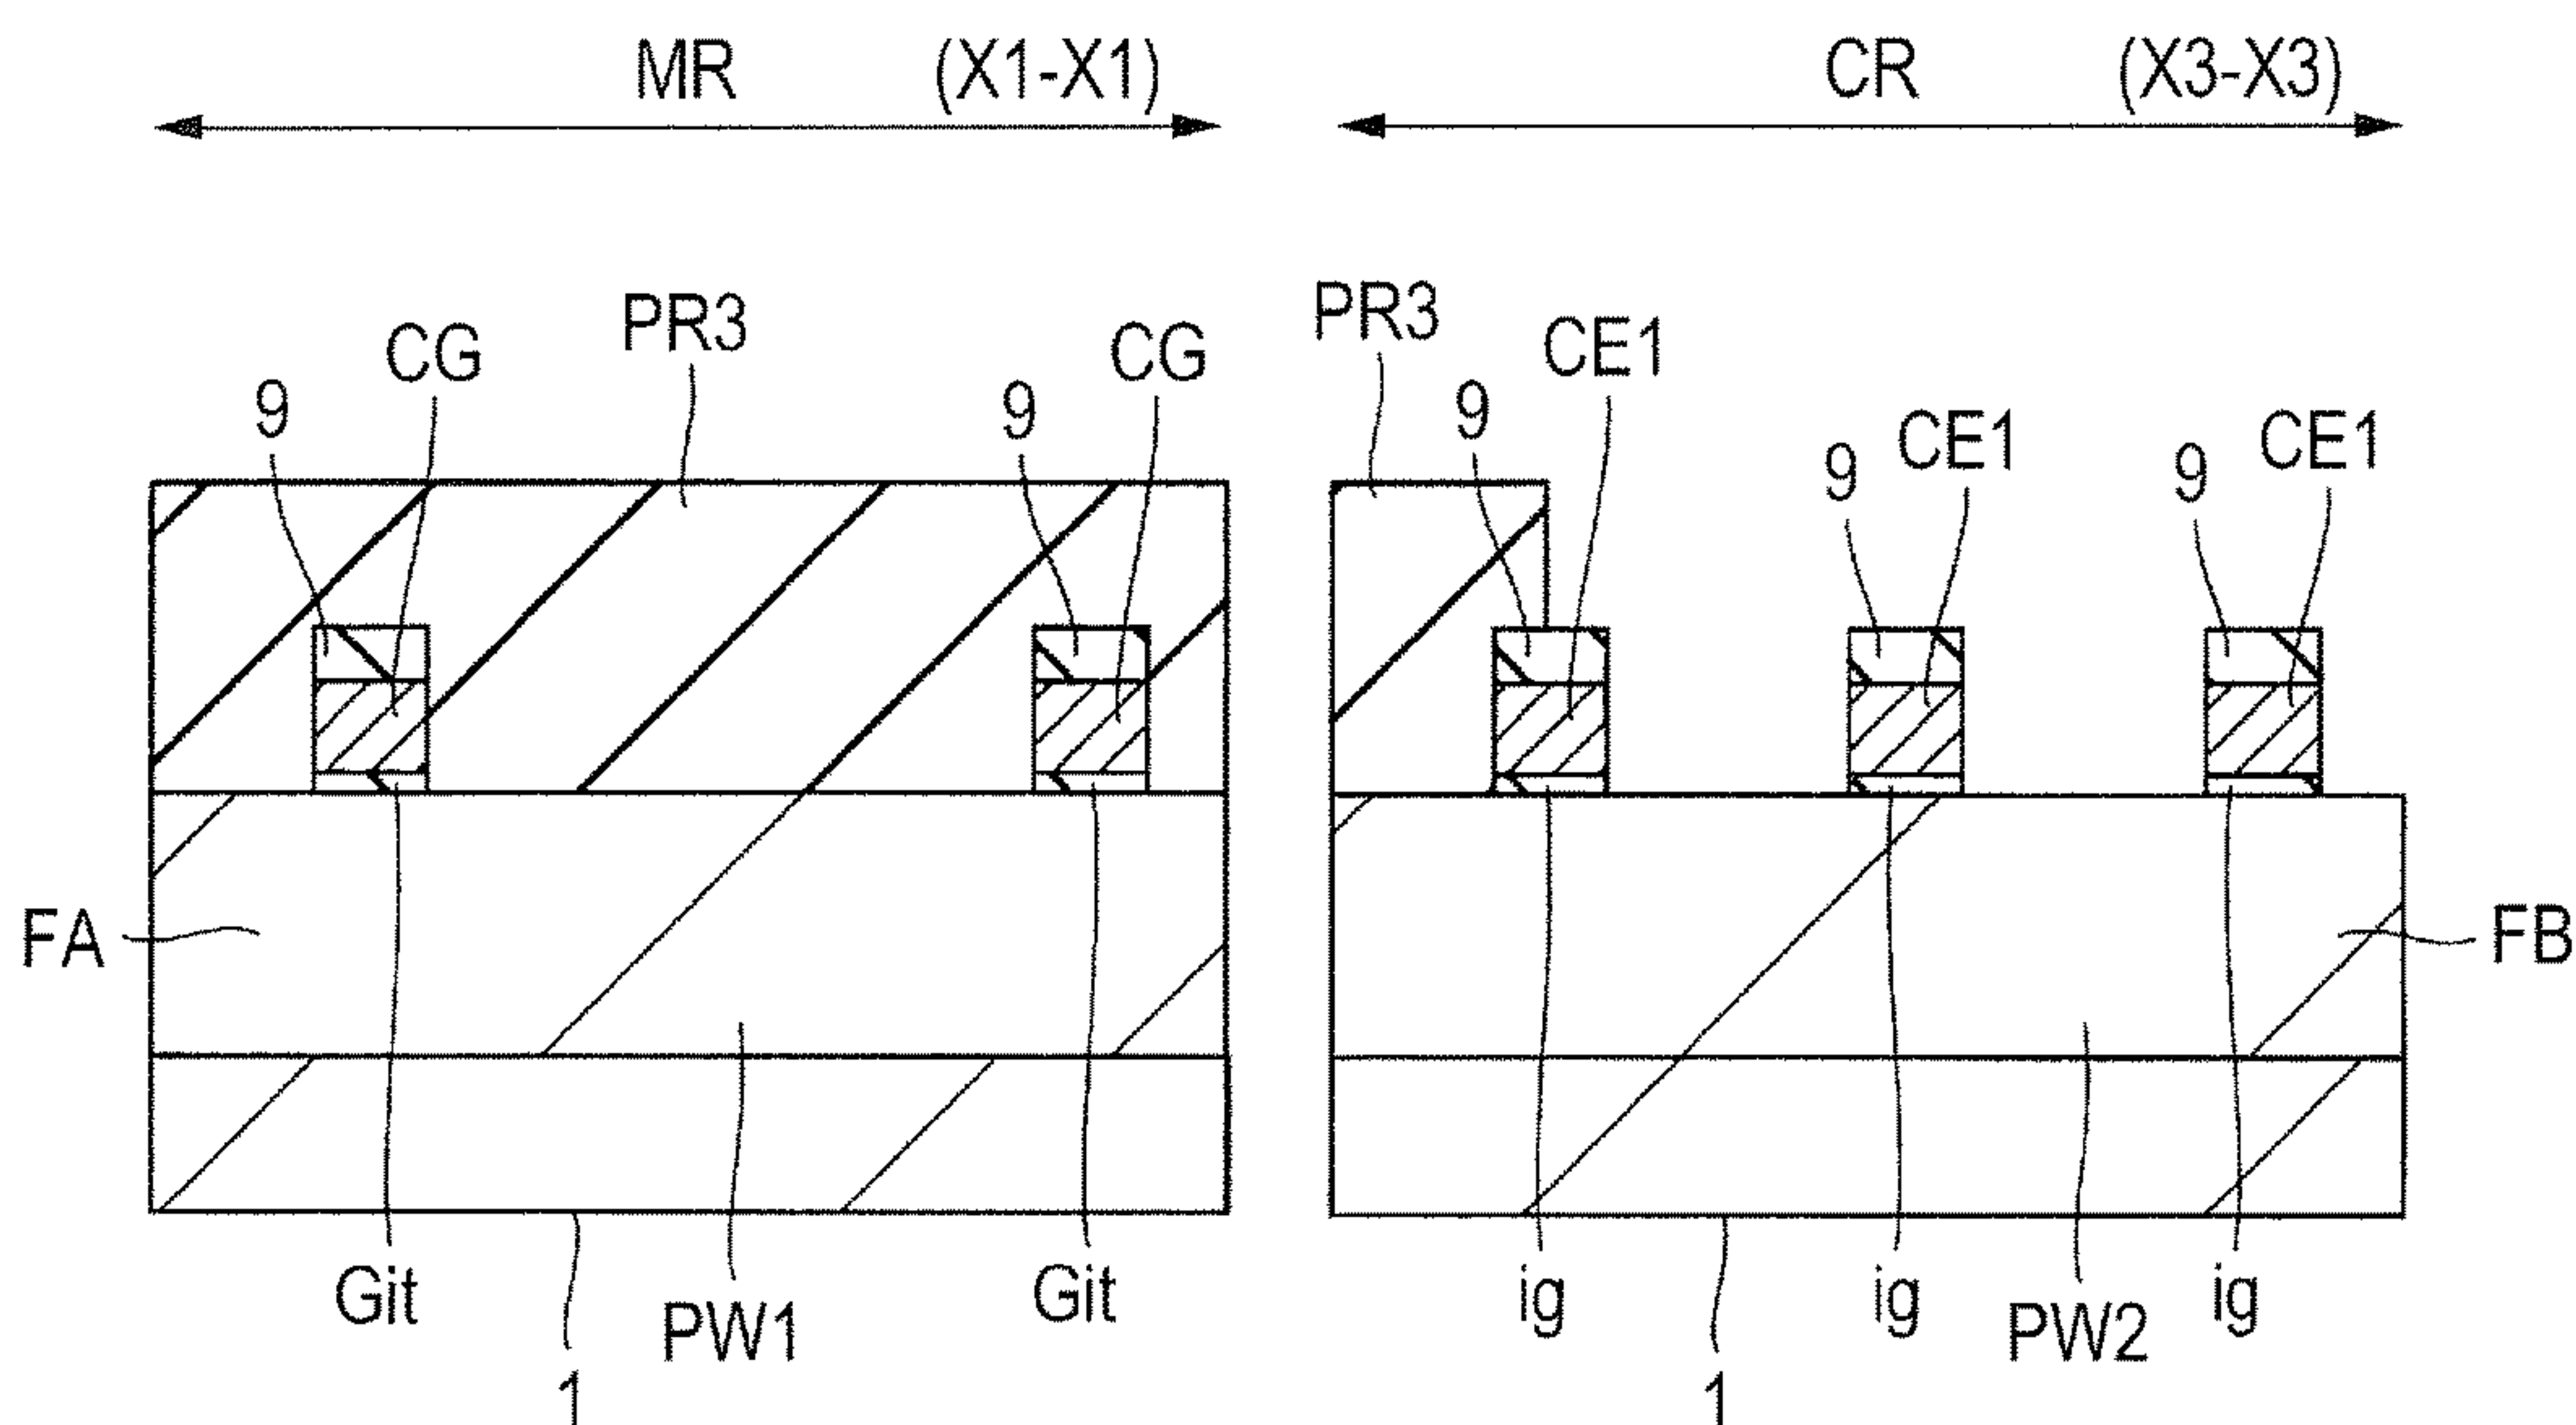 MR (X1-X1) CR (X3-X3)
PR3
CG PR3 CG CE1
9 9 9 CE1 CE1
9 9
FA FB
Git PW1 Git ig ig PW2 ig
1 1